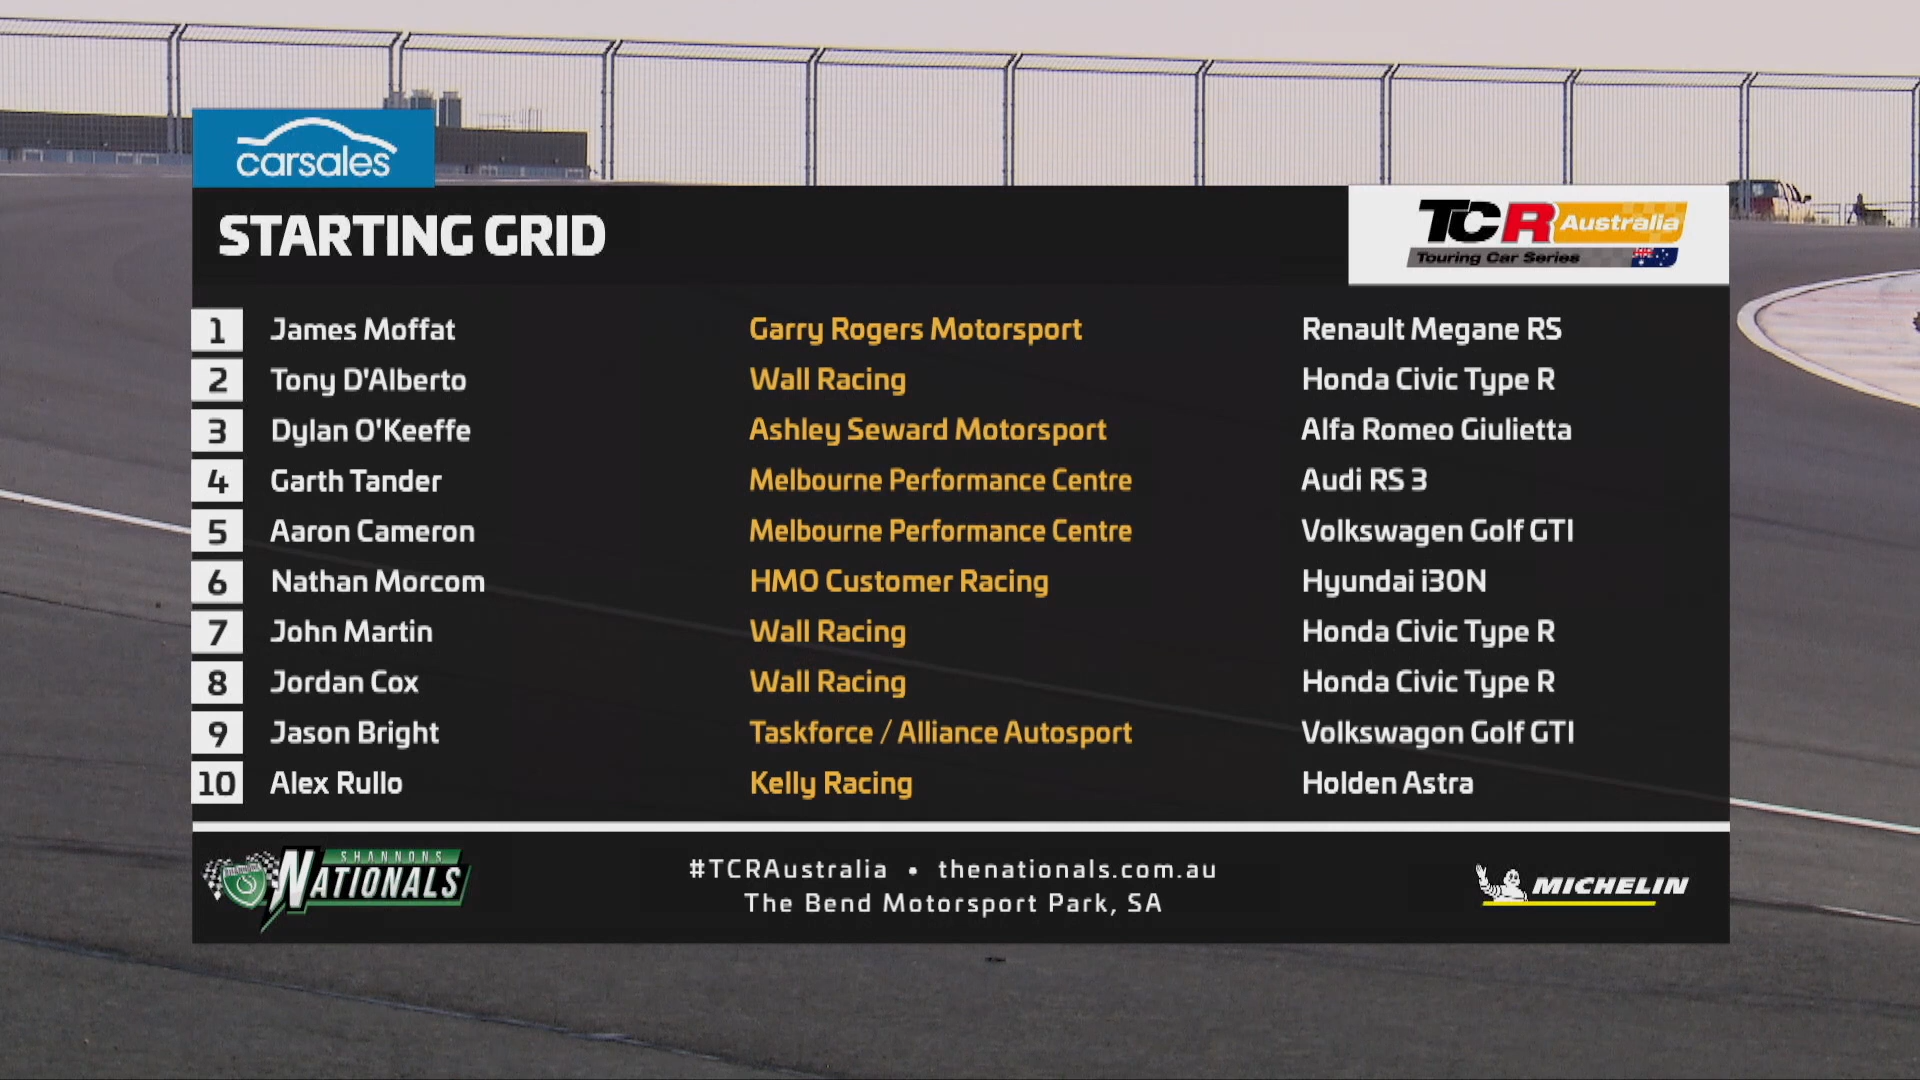 carsales
STARTING GRID
TCR Australia
Touring Car Series
1 James Moffat Garry Rogers Motorsport Renault Megane RS
2 Tony D'Alberto Wall Racing Honda Civic Type R
3 Dylan O'Keeffe Ashley Seward Motorsport Alfa Romeo Giulietta
4 Garth Tander Melbourne Performance Centre Audi RS 3
5 Aaron Cameron Melbourne Performance Centre Volkswagen Golf GTI
6 Nathan Morcom HMO Customer Racing Hyundai i30N
7 John Martin Wall Racing Honda Civic Type R
8 Jordan Cox Wall Racing Honda Civic Type R
9 Jason Bright Taskforce / Alliance Autosport Volkswagon Golf GTI
10 Alex Rullo Kelly Racing Holden Astra
SHANNONS
NATIONALS
#TCRAustralia • thenationals.com.au
The Bend Motorsport Park, SA
MICHELIN